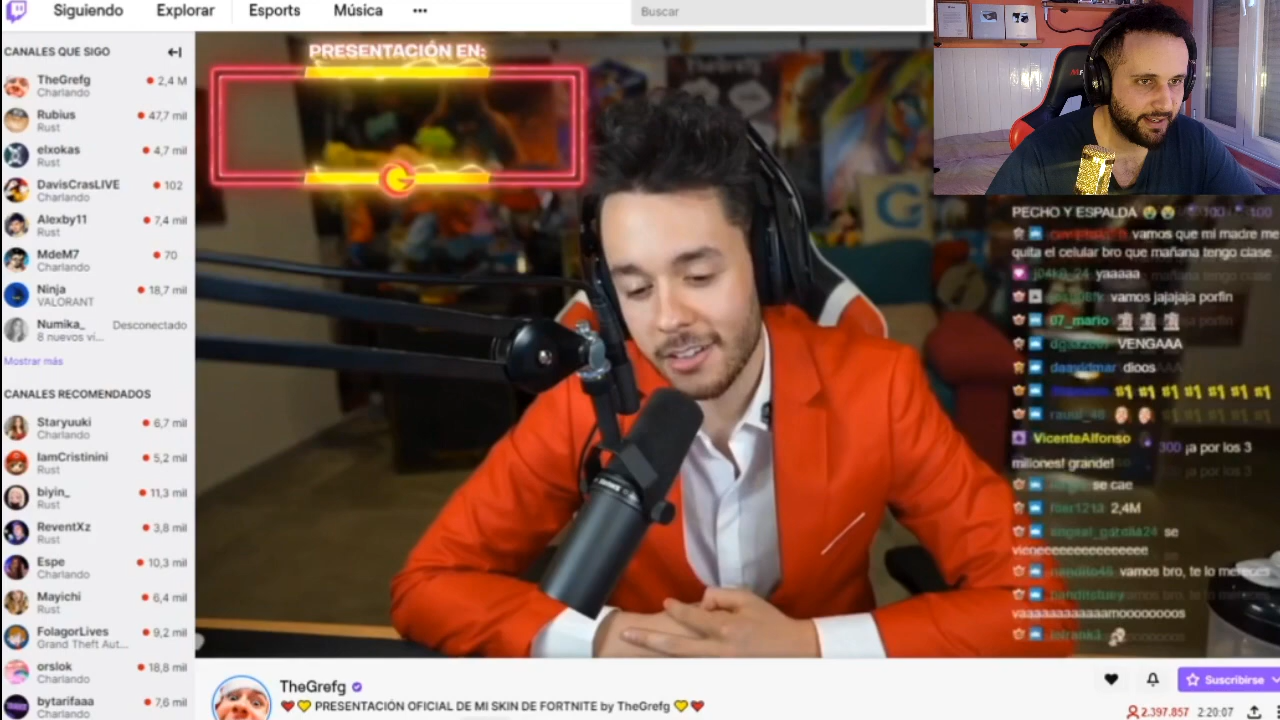 Siguiendo
Explorar
Esports
Música
Buscar
CANALES QUE SIGO
TheGrefg 2,4 M
Charlando
Rubius 47,7 mil
Rust
elxokas 4,7 mil
Rust
DavisCrasLIVE 102
Charlando
Alexby11 7,4 mil
Rust
MdeM7 70
Charlando
Ninja 18,7 mil
VALORANT
Numika_ Desconectado
8 nuevos ví...
Mostrar más
CANALES RECOMENDADOS
Staryuuki 6,7 mil
Charlando
IamCristinini 5,2 mil
Rust
biyin_ 11,3 mil
Rust
ReventXz 3,8 mil
Rust
Espe 10,3 mil
Charlando
Mayichi 6,4 mil
Rust
FolagorLives 9,2 mil
Grand Theft Aut...
orslok 18,8 mil
Charlando
bytarifaaa 7,6 mil
Charlando
PRESENTACIÓN EN:
G
PECHO Y ESPALDA
vamos que mi madre me
quita el celular bro que mañana tengo clase
yaaaaa
vamos jajajaja porfin
07_mario
VENGAAA
dioos
VicenteAlfonso 300 ¡a por los 3
millones! grande!
se cae
2,4M
se
vieneeeeeeeeeeeeeeee
vamos bro, te lo mereces
yaaaaaaaaaaamoooooooos
TheGrefg
PRESENTACIÓN OFICIAL DE MI SKIN DE FORTNITE by TheGrefg
Suscribirse
2.397.857 2:20:07